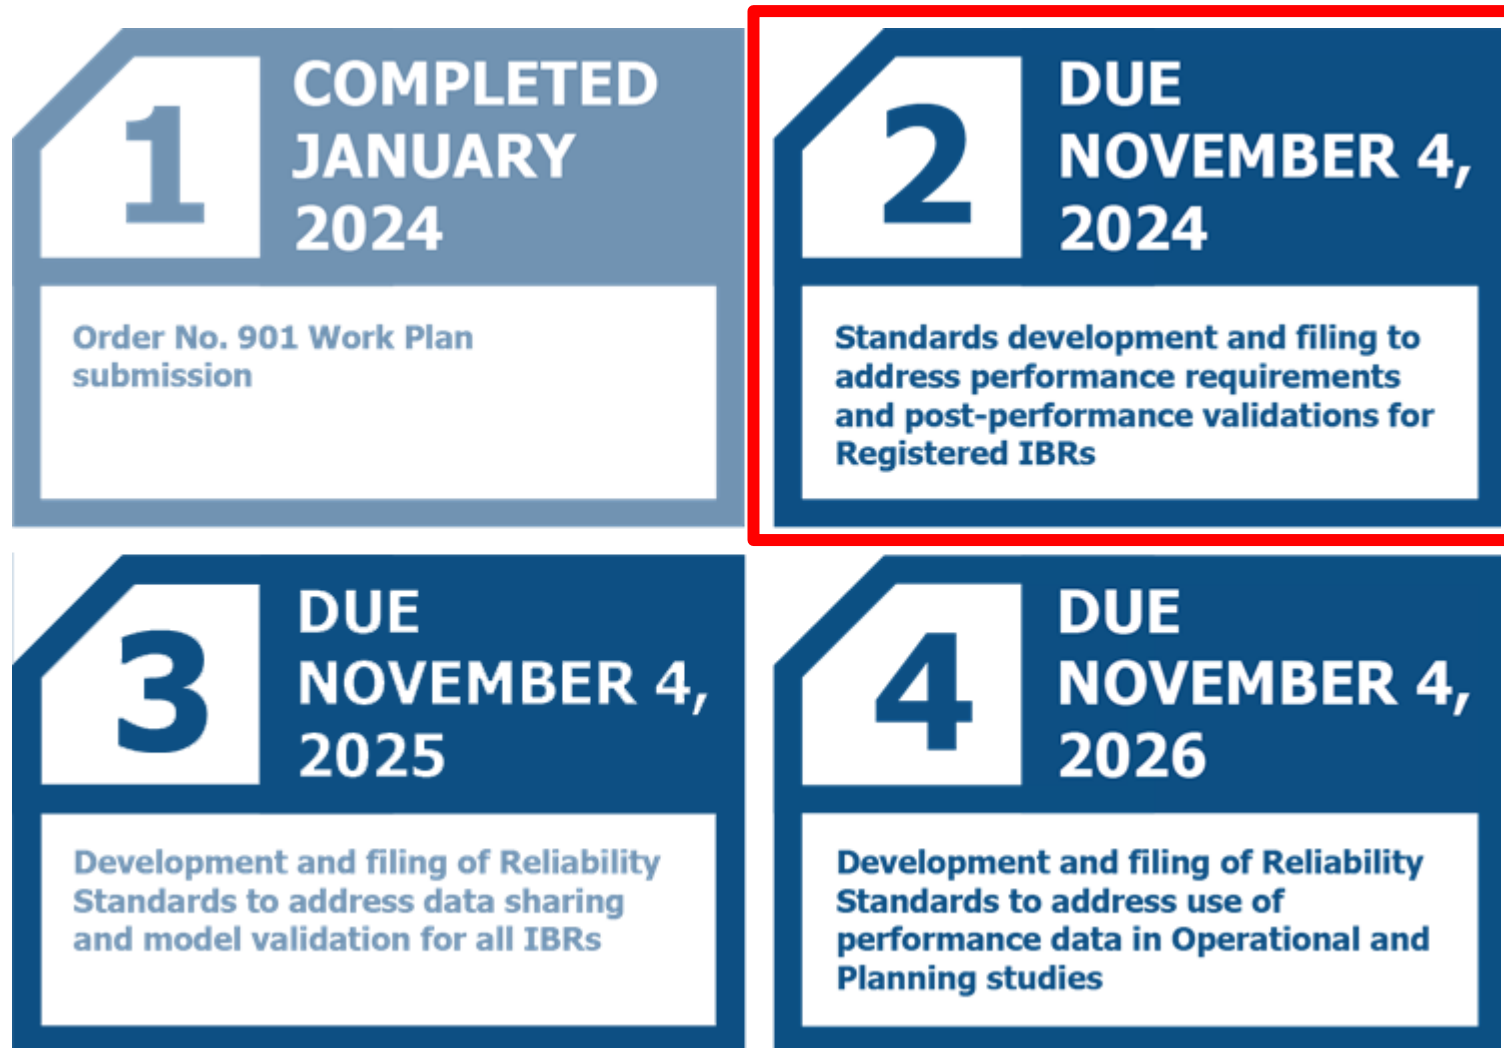 1
COMPLETED
JANUARY
2024
Order No. 901 Work Plan
submission
2
DUE
NOVEMBER 4,
2024
Standards development and filing to
address performance requirements
and post-performance validations for
Registered IBRs
3
DUE
NOVEMBER 4,
2025
Development and filing of Reliability
Standards to address data sharing
and model validation for all IBRs
4
DUE
NOVEMBER 4,
2026
Development and filing of Reliability
Standards to address use of
performance data in Operational and
Planning studies